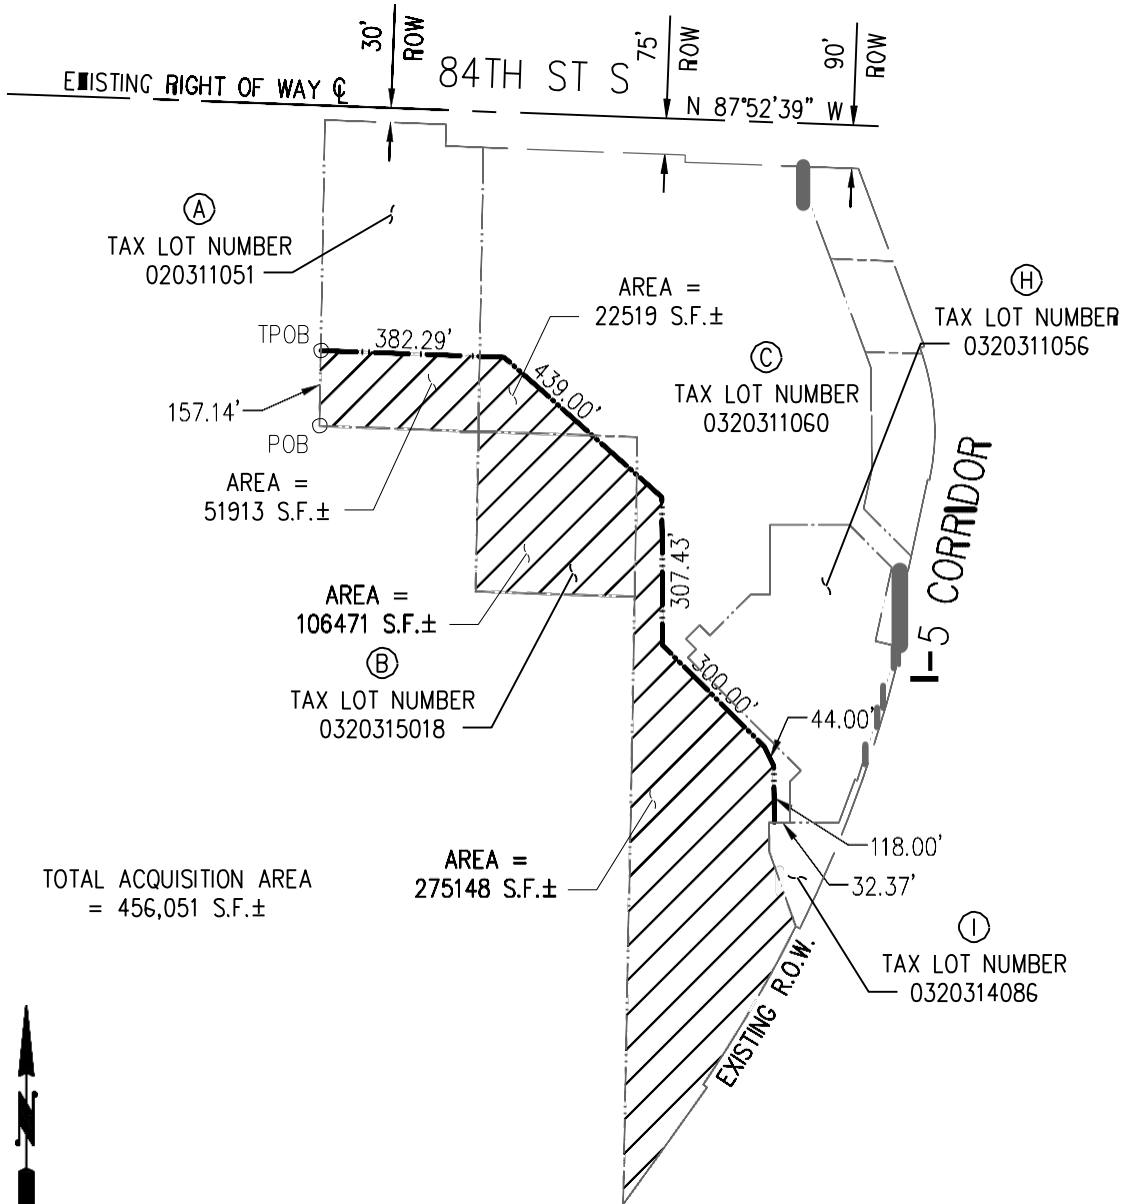 30'
ROW
75'
ROW
90'
ROW
84TH ST S
EXISTING RIGHT OF WAY ℄
N 87°52'39" W
A
TAX LOT NUMBER
020311051
AREA =
22519 S.F.±
H
TAX LOT NUMBER
0320311056
TPOB
382.29'
439.00'
C
TAX LOT NUMBER
0320311060
157.14'
POB
AREA =
51913 S.F.±
I-5 CORRIDOR
307.43'
AREA =
106471 S.F.±
B
TAX LOT NUMBER
0320315018
300.00'
44.00'
118.00'
32.37'
AREA =
275148 S.F.±
TOTAL ACQUISITION AREA
= 456,051 S.F.±
I
TAX LOT NUMBER
0320314086
EXISTING R.O.W.
N